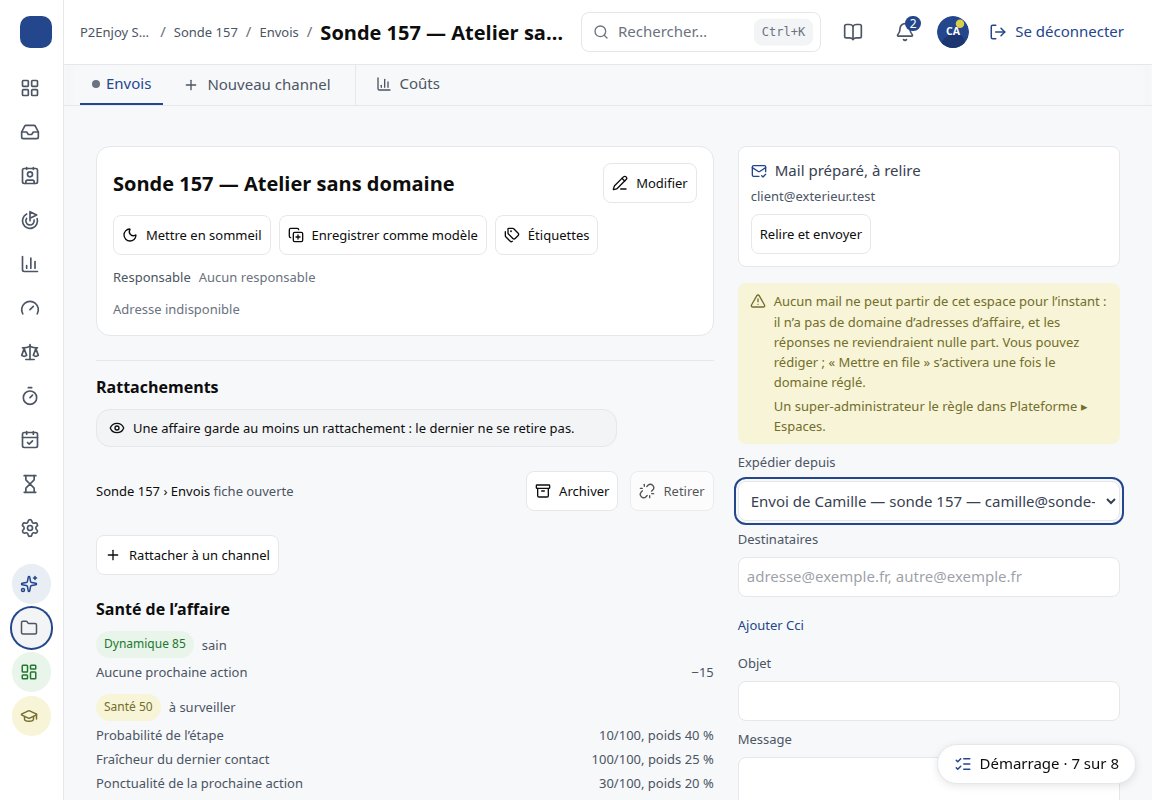 P2Enjoy S... / Sonde 157 / Envois / Sonde 157 — Atelier sa...
Rechercher...
Ctrl+K
2
CA
Se déconnecter
Envois
Nouveau channel
Coûts
Sonde 157 — Atelier sans domaine
Modifier
Mettre en sommeil
Enregistrer comme modèle
Étiquettes
Responsable Aucun responsable
Adresse indisponible
Rattachements
Une affaire garde au moins un rattachement : le dernier ne se retire pas.
Sonde 157 › Envois fiche ouverte
Archiver
Retirer
Rattacher à un channel
Santé de l’affaire
Dynamique 85 sain
Aucune prochaine action −15
Santé 50 à surveiller
Probabilité de l’étape 10/100, poids 40 %
Fraîcheur du dernier contact 100/100, poids 25 %
Ponctualité de la prochaine action 30/100, poids 20 %
Mail préparé, à relire
client@exterieur.test
Relire et envoyer
Aucun mail ne peut partir de cet espace pour l’instant :
il n’a pas de domaine d’adresses d’affaire, et les
réponses ne reviendraient nulle part. Vous pouvez
rédiger ; « Mettre en file » s’activera une fois le
domaine réglé.
Un super-administrateur le règle dans Plateforme ▸
Espaces.
Expédier depuis
Envoi de Camille — sonde 157 — camille@sonde-
Destinataires
adresse@exemple.fr, autre@exemple.fr
Ajouter Cci
Objet
Message
Démarrage · 7 sur 8